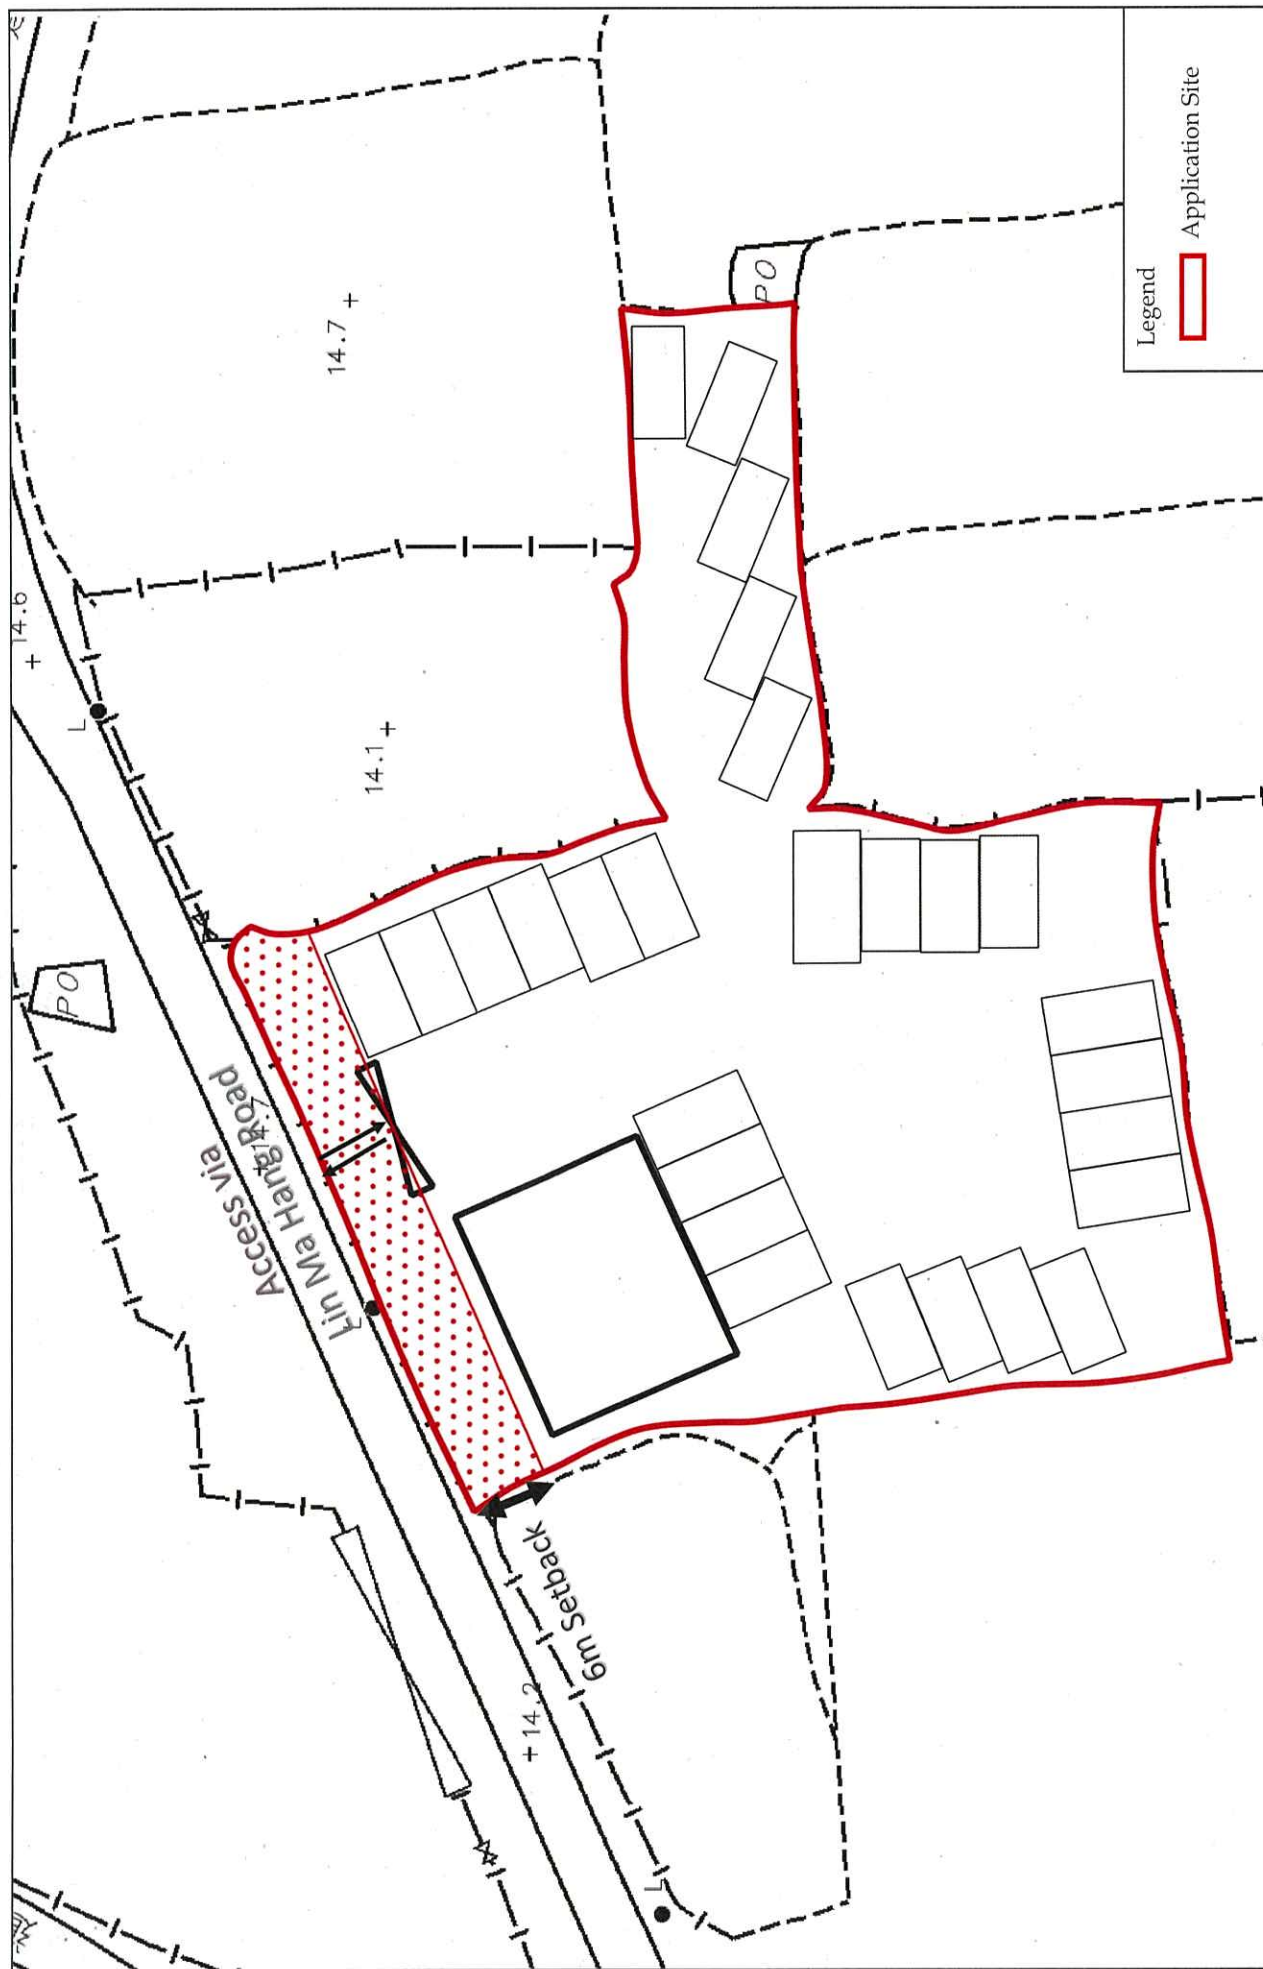 14.6
14.7
14.1
L
PO
PO
Access via
Lin Ma Hang Road
L
6m Setback
14.2
L
Legend
Application Site